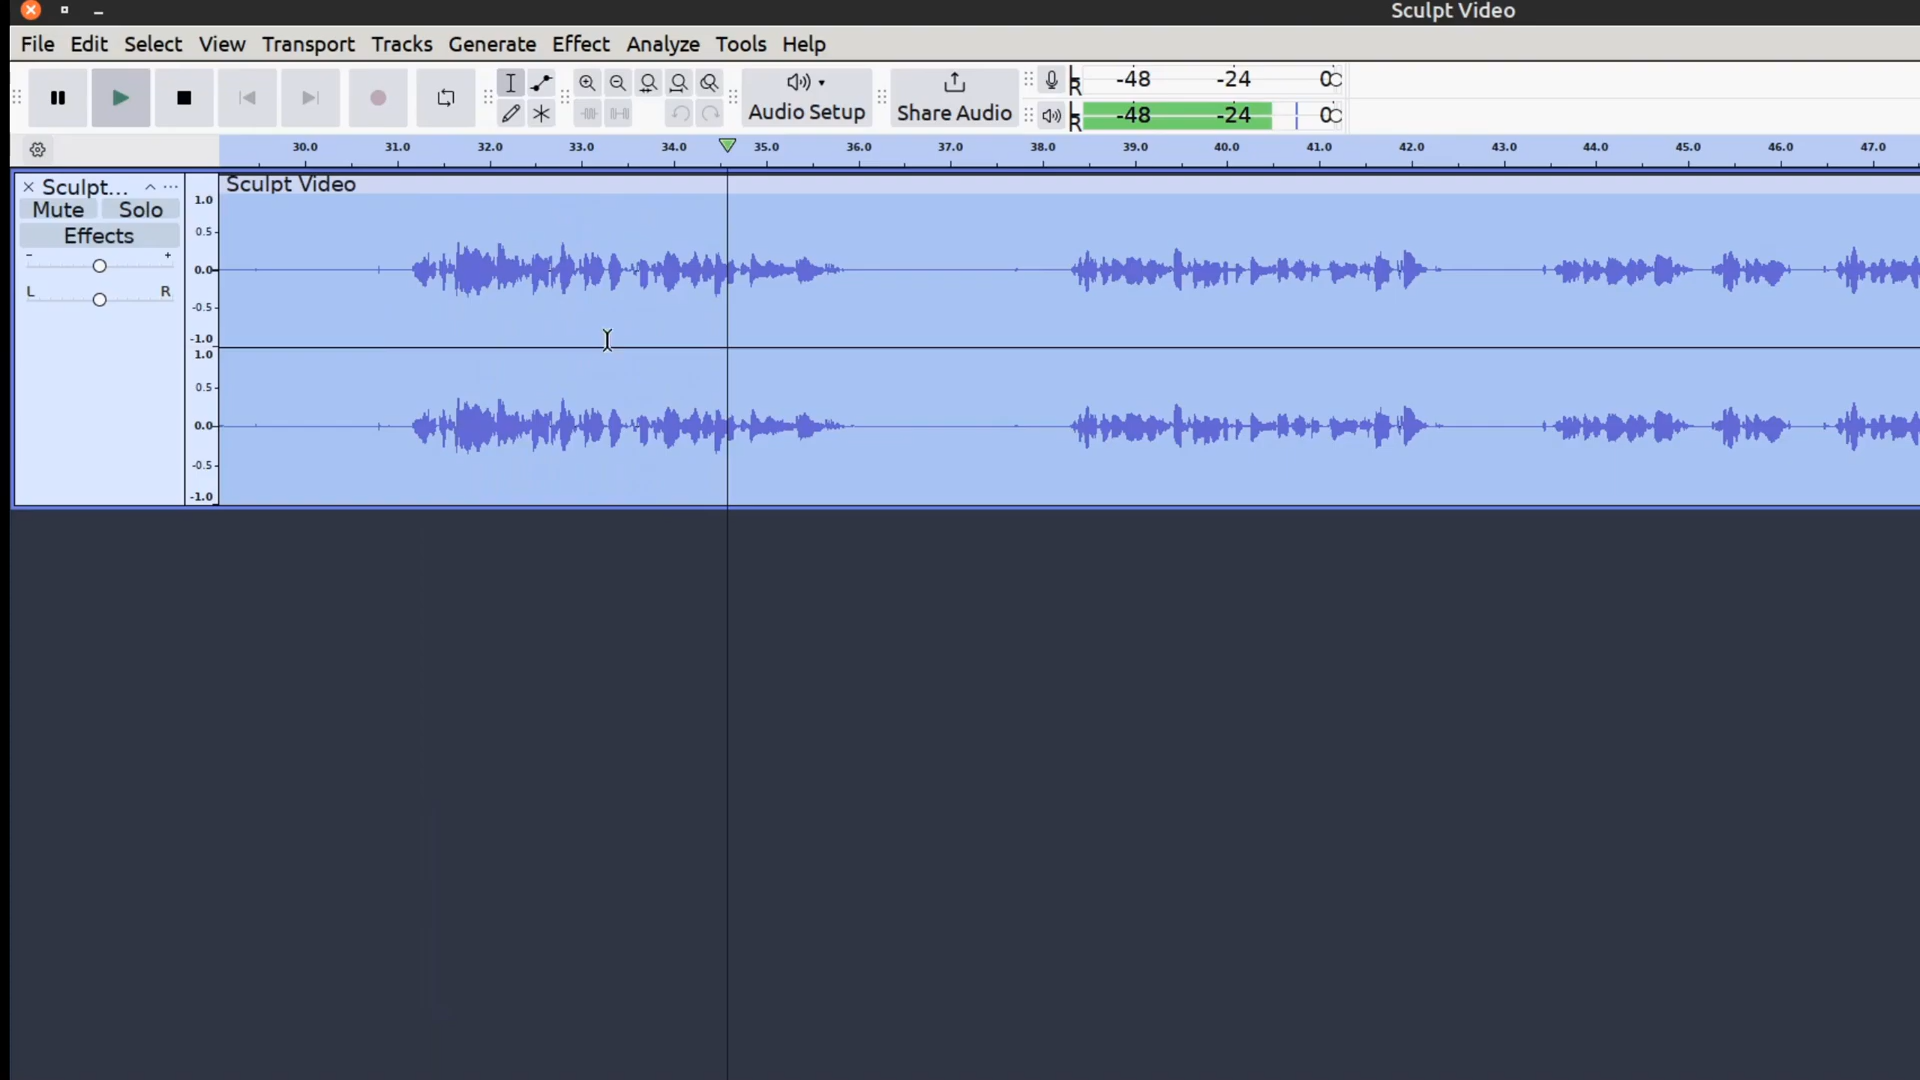 Sculpt Video
File Edit Select View Transport Tracks Generate Effect Analyze Tools Help
Audio Setup
Share Audio
R -48 -24 0
R -48 -24 0
30.0 31.0 32.0 33.0 34.0 35.0 36.0 37.0 38.0 39.0 40.0 41.0 42.0 43.0 44.0 45.0 46.0 47.0
Sculpt...
Mute Solo
Effects
- +
L R
Sculpt Video
1.0
0.5
0.0
-0.5
-1.0
1.0
0.5
0.0
-0.5
-1.0